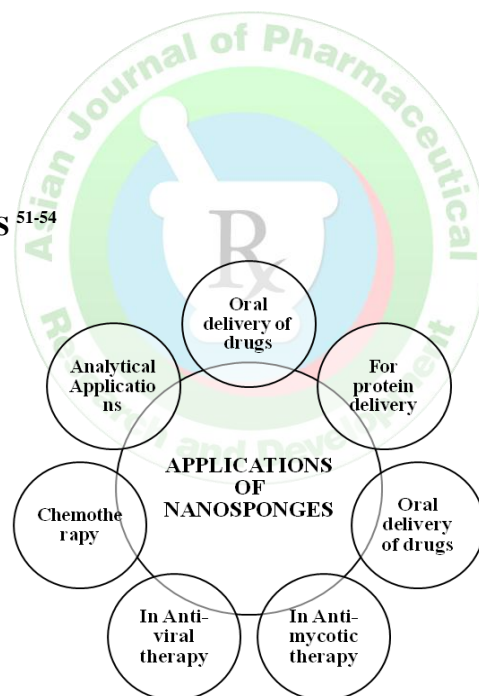 Asian Journal of Pharmaceutical
Research and Development
Rx
S 51-54
Oral
delivery of
drugs
For
protein
delivery
Oral
delivery
of drugs
In Anti-
mycotic
therapy
In Anti-
viral
therapy
Chemothe
rapy
Analytical
Applicatio
ns
APPLICATIONS
OF
NANOSPONGES